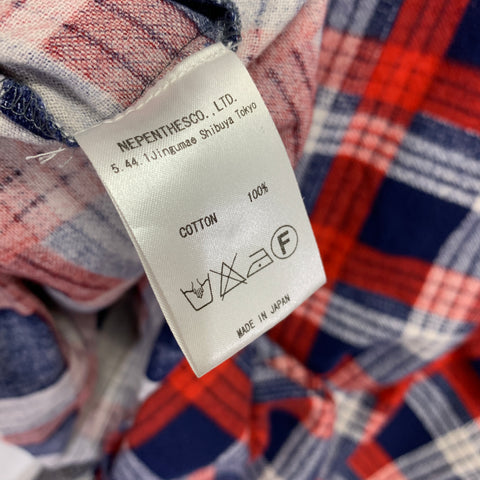 NEPENTHESCO.,LTD.
5.44.1Jingumae Shibuya Tokyo
COTTON 100%
F
MADE IN JAPAN